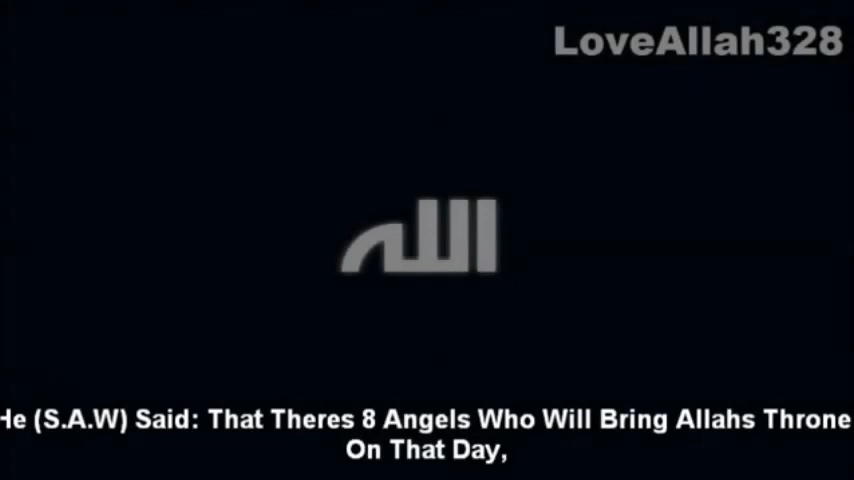 LoveAllah328
الله
He (S.A.W) Said: That Theres 8 Angels Who Will Bring Allahs Throne
On That Day,